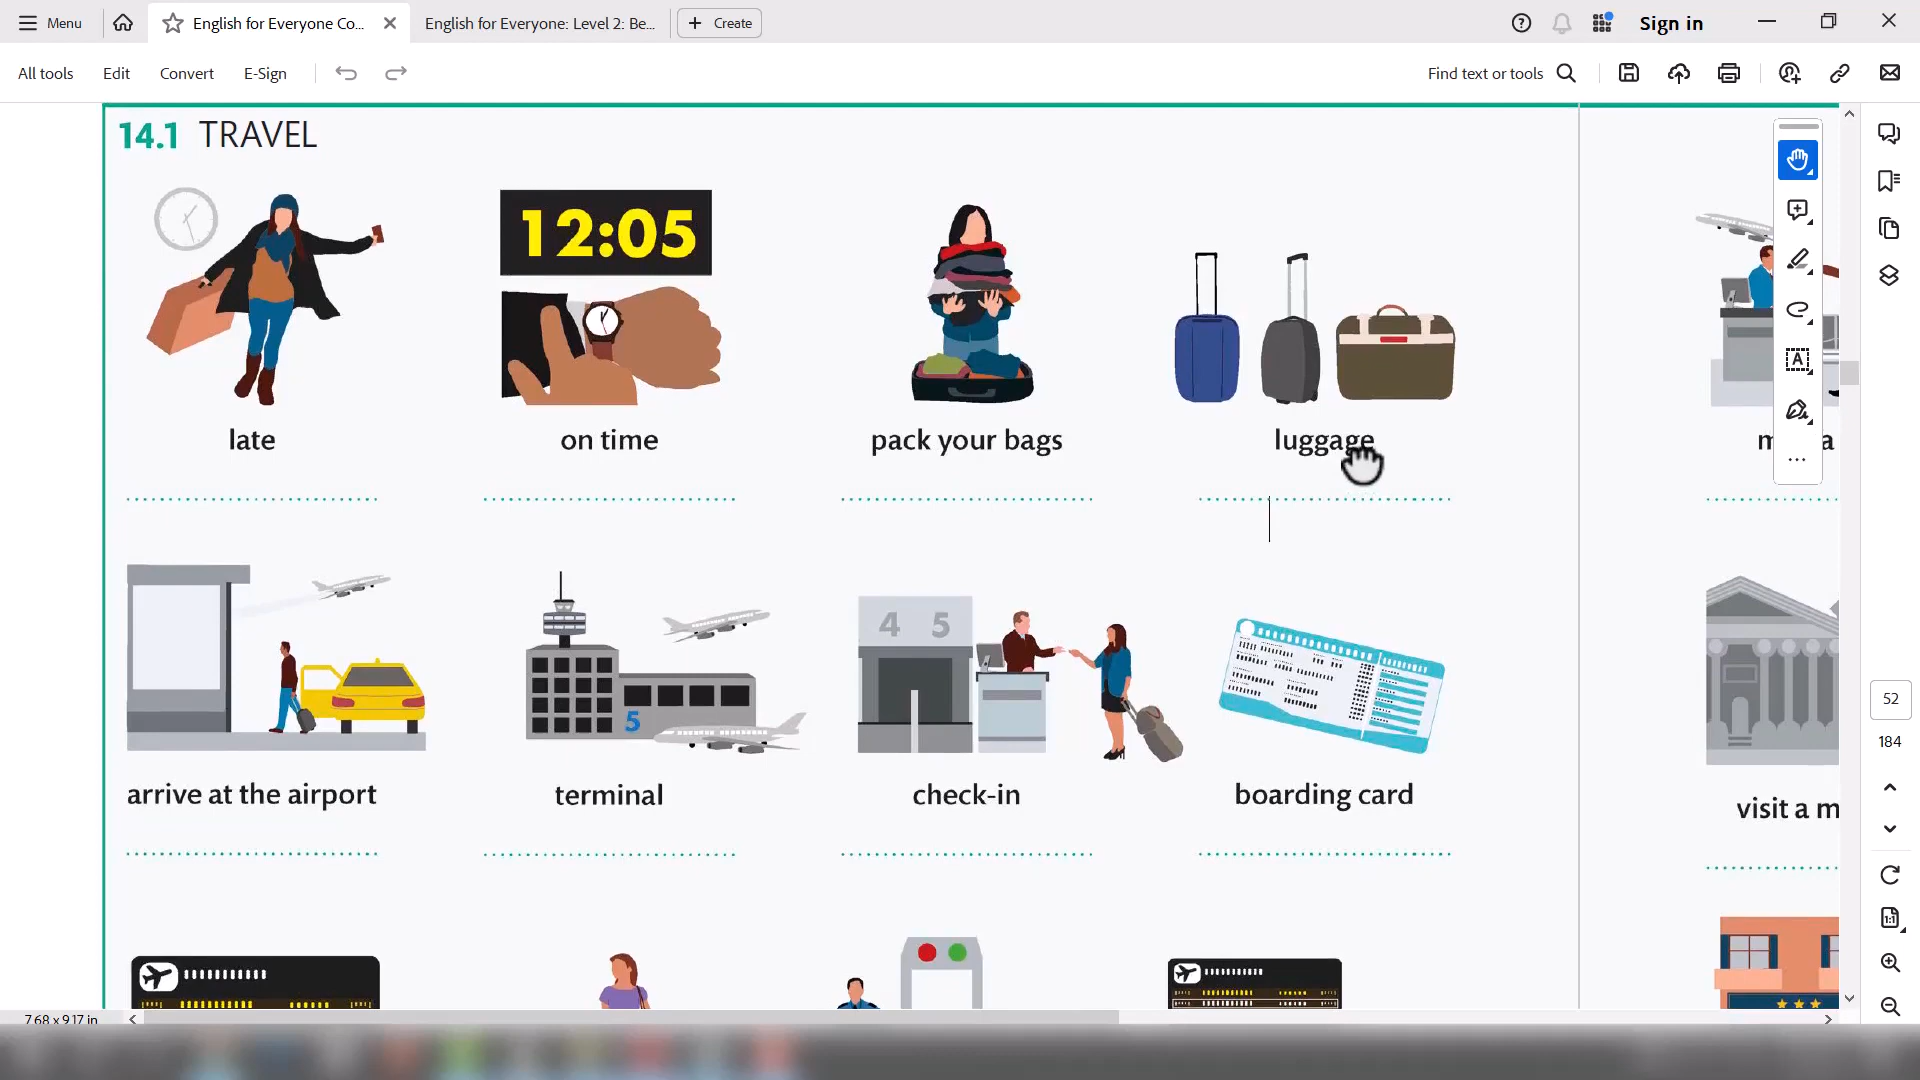 Menu
English for Everyone Co...
English for Everyone: Level 2: Be...
Create
Sign in
All tools
Edit
Convert
E-Sign
Find text or tools
14.1 TRAVEL
12:05
late
on time
pack your bags
luggage
4 5
5
arrive at the airport
terminal
check-in
boarding card
visit a m
52
184
7.68 x 9.17 in